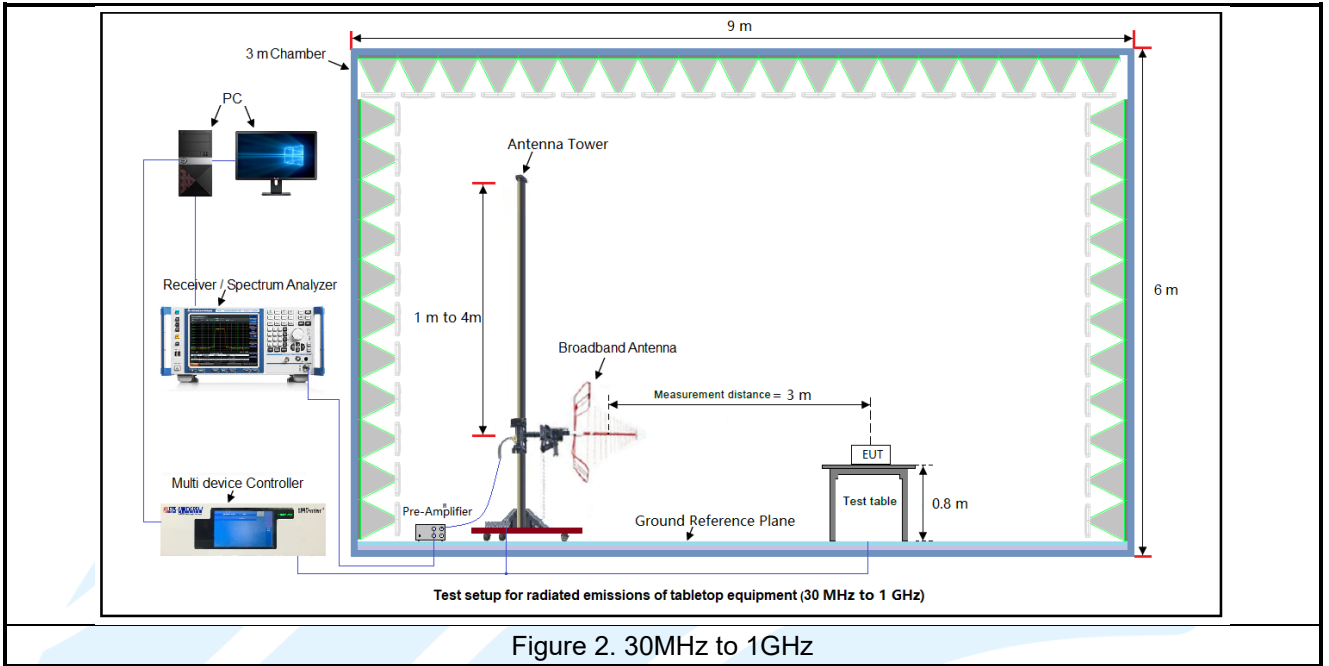 9 m
3 m Chamber
PC
Antenna Tower
Receiver / Spectrum Analyzer
6 m
1 m to 4m
Broadband Antenna
Measurement distance = 3 m
EUT
Multi device Controller
Pre-Amplifier
Test table
0.8 m
Ground Reference Plane
Test setup for radiated emissions of tabletop equipment (30 MHz to 1 GHz)
Figure 2. 30MHz to 1GHz